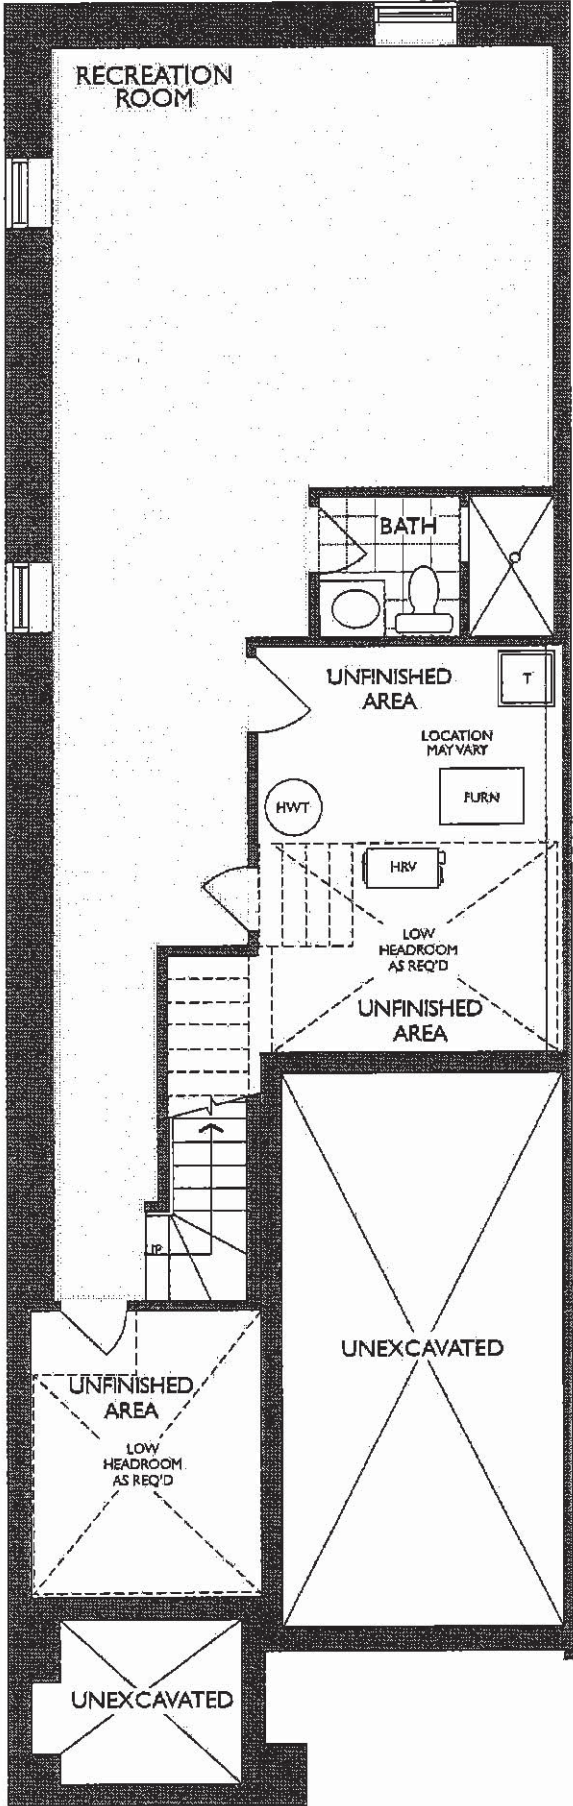 RECREATION
ROOM
BATH
UNFINISHED
AREA
T
LOCATION
MAY VARY
FURN
HWT
HRV
LOW
HEADROOM
AS REQ'D
UNFINISHED
AREA
UP
UNEXCAVATED
UNFINISHED
AREA
LOW
HEADROOM
AS REQ'D
UNEXCAVATED